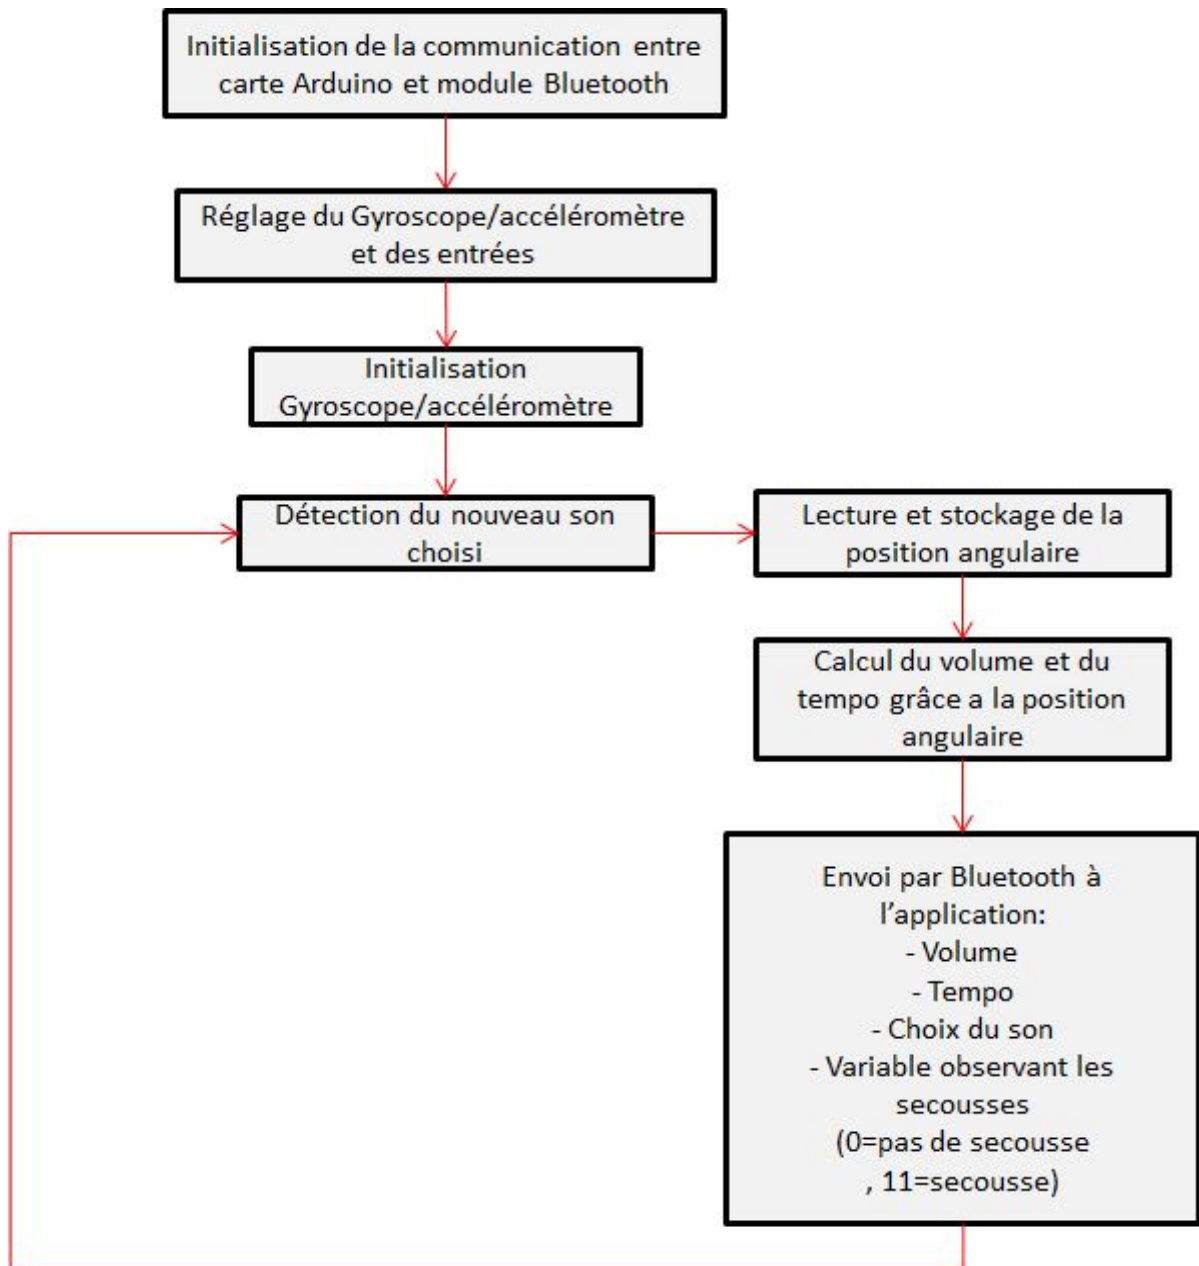 Initialisation de la communication entre
carte Arduino et module Bluetooth
Réglage du Gyroscope/accéléromètre
et des entrées
Initialisation
Gyroscope/accéléromètre
Détection du nouveau son
choisi
Lecture et stockage de la
position angulaire
Calcul du volume et du
tempo grâce a la position
angulaire
Envoi par Bluetooth à
l’application:
- Volume
- Tempo
- Choix du son
- Variable observant les
secousses
(0=pas de secousse
, 11=secousse)